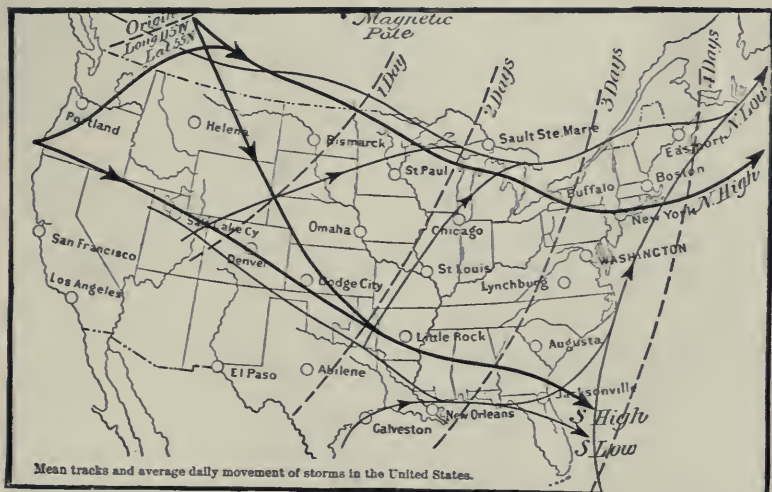 Magnetic
Pole
Origin
Long 115 N
Lat 55 N
1 Day
2 Days
3 Days
4 Days
N. Low
Portland
Helena
Bismarck
Sault Ste. Marie
Eastport
St Paul
Buffalo
Boston
New York
N. High
Salt Lake Cy
Omaha
Chicago
San Francisco
Denver
WASHINGTON
St Louis
Dodge City
Lynchburg
Los Angeles
Little Rock
Augusta
El Paso
Abilene
Jacksonville
New Orleans
Galveston
S High
S Low
Mean tracks and average daily movement of storms in the United States.